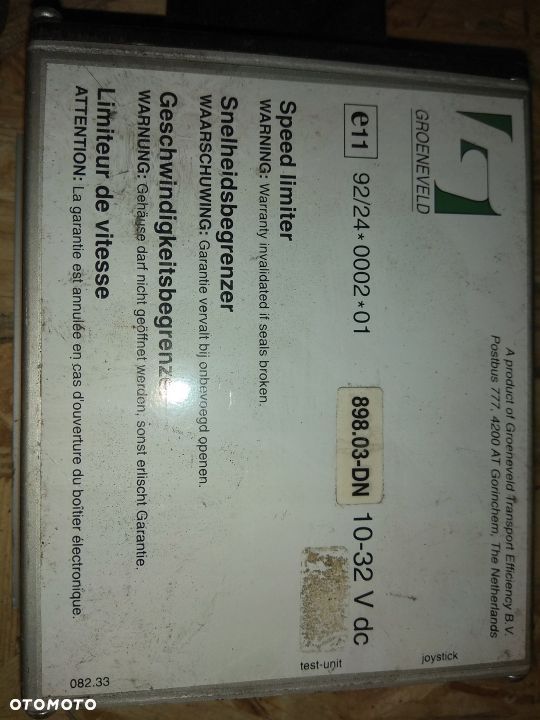 GROENEVELD
A product of Groeneveld Transport Efficiency B.V.
Postbus 777, 4200 AT Gorinchem, The Netherlands
joystick
e11 92/24*0002*01 898.03-DN 10-32 V dc
test-unit
Speed limiter
WARNING: Warranty invalidated if seals broken.
Snelheidsbegrenzer
WAARSCHUWING: Garantie vervalt bij onbevoegd openen.
Geschwindigkeitsbegrenzer
WARNUNG: Gehäuse darf nicht geöffnet werden, sonst erlischt Garantie.
Limiteur de vitesse
ATTENTION: La garantie est annulée en cas d'ouverture du boîtier électronique.
082.33
OTOMOTO